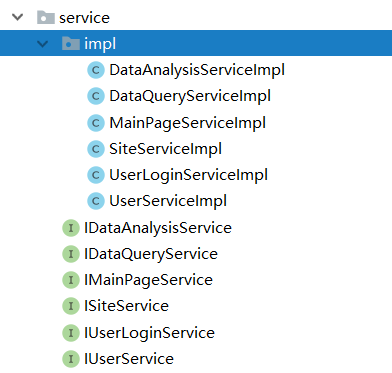 service
impl
C DataAnalysisServiceImpl
C DataQueryServiceImpl
C MainPageServiceImpl
C SiteServiceImpl
C UserLoginServiceImpl
C UserServiceImpl
I IDataAnalysisService
I IDataQueryService
I IMainPageService
I ISiteService
I IUserLoginService
I IUserService